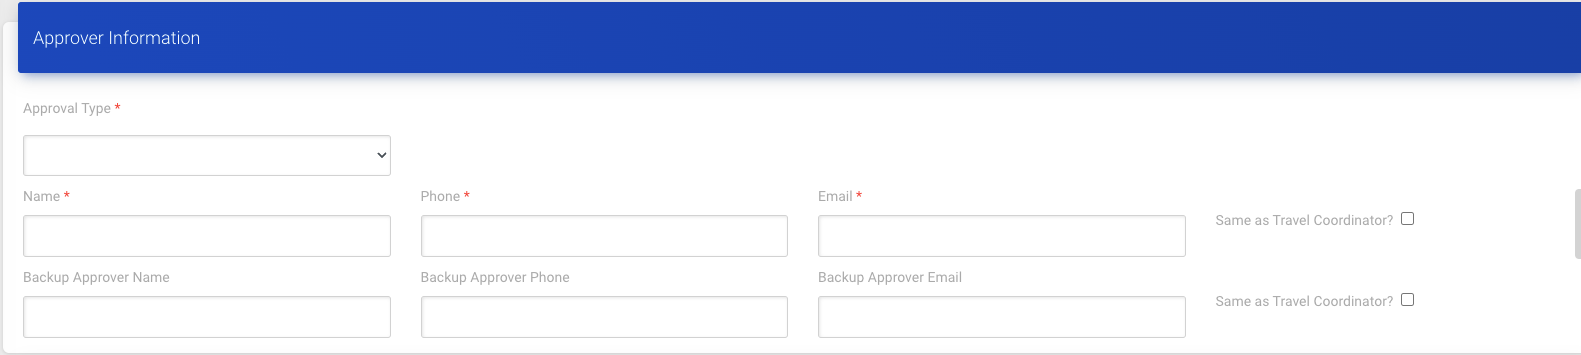 Approver Information
Approval Type *
Name * Phone * Email *
Same as Travel Coordinator?
Backup Approver Name Backup Approver Phone Backup Approver Email
Same as Travel Coordinator?